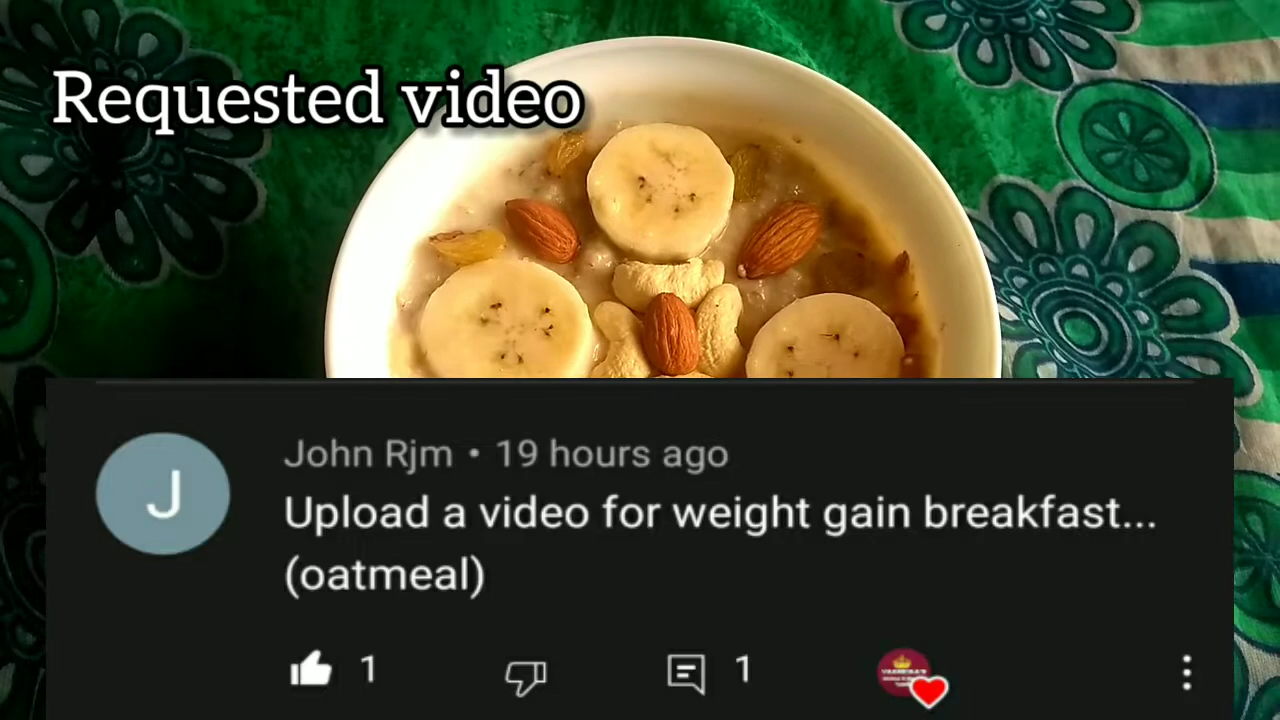 Requested video
J
John Rjm • 19 hours ago
Upload a video for weight gain breakfast...
(oatmeal)
1
1